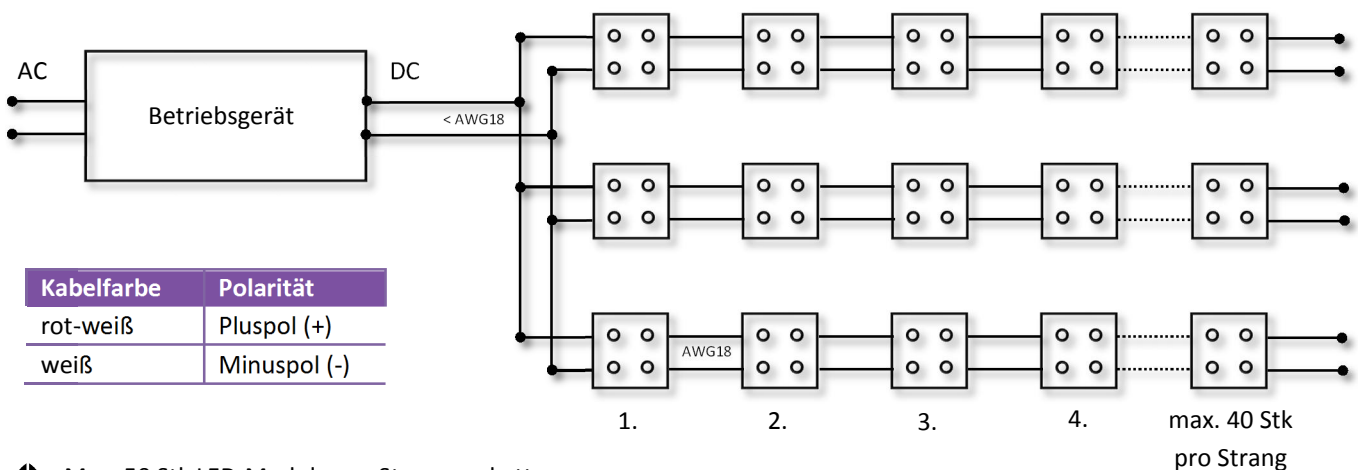 AC
DC
Betriebsgerät
< AWG18
Kabelfarbe Polarität
rot-weiß Pluspol (+)
weiß Minuspol (-)
AWG18
1. 2. 3. 4. max. 40 Stk
pro Strang